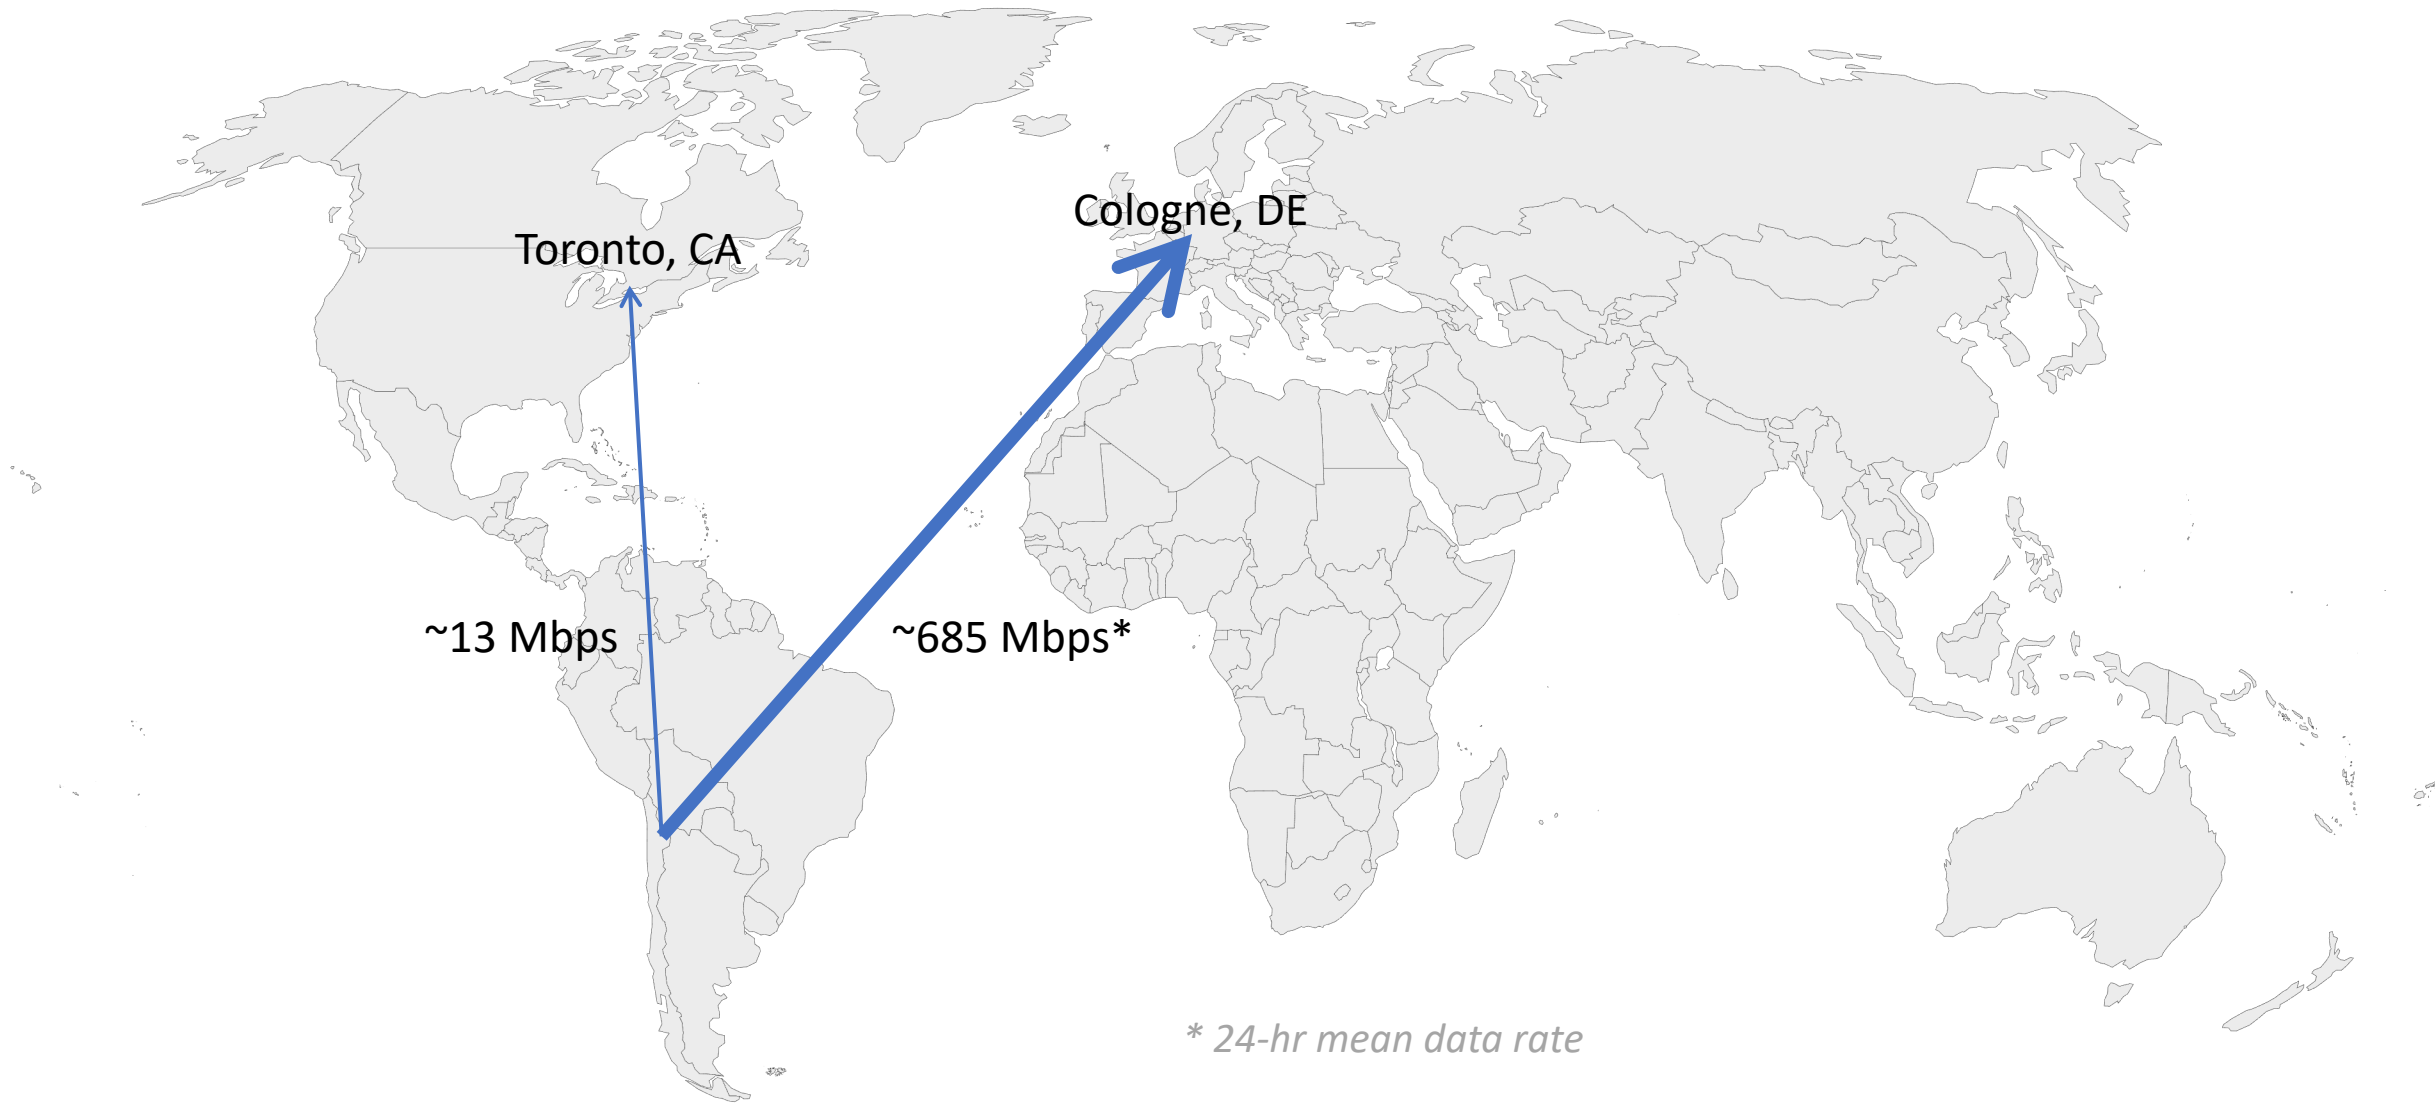 Cologne, DE
Toronto, CA
~13 Mbps
~685 Mbps*
* 24-hr mean data rate